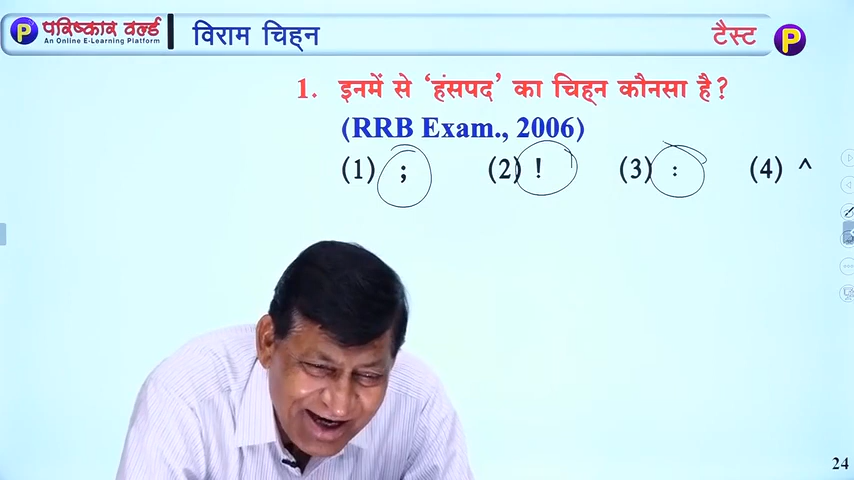 P परिष्कार वर्ल्ड
An Online E-Learning Platform
विराम चिह्न
टैस्ट P
1. इनमें से ‘हंसपद’ का चिह्न कौनसा है ?
(RRB Exam., 2006)
(1) ; (2) ! (3) : (4) ^
24